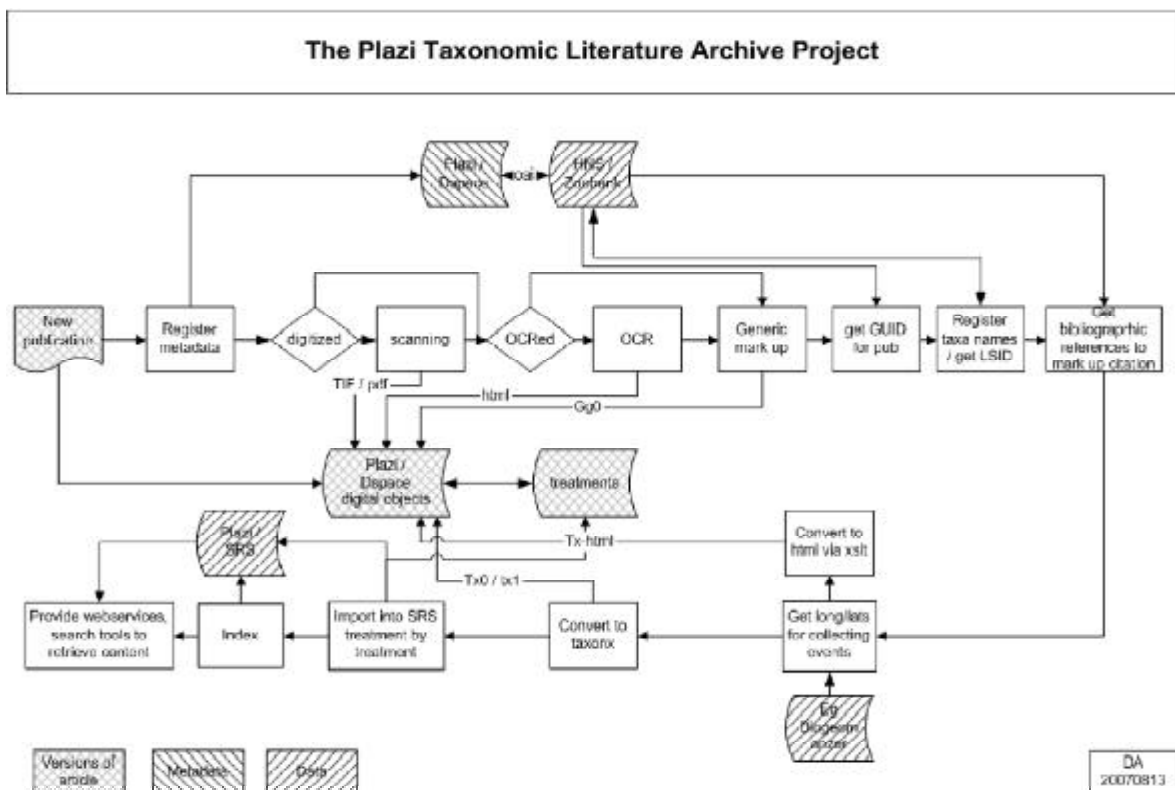 The Plazi Taxonomic Literature Archive Project
Plazi /
Dspace
oai
HNS /
Zoobank
New
publication
Register
metadata
digitized
scanning
OCRed
OCR
Generic
mark up
get GUID
for pub
Register
taxa names
/ get LSID
Get
bibliographic
references to
mark up citation
TIF / pdf
html
Gg0
Plazi /
Dspace
digital objects
treatments
Plazi /
SRS
Tx-html
Convert to
html via xslt
Tx0 / tx1
Provide webservices,
search tools to
retrieve content
Index
Import into SRS
treatment by
treatment
Convert to
taxonx
Get long/lats
for collecting
events
Eg
Versions of
article
Metadata
Data
DA
20070813